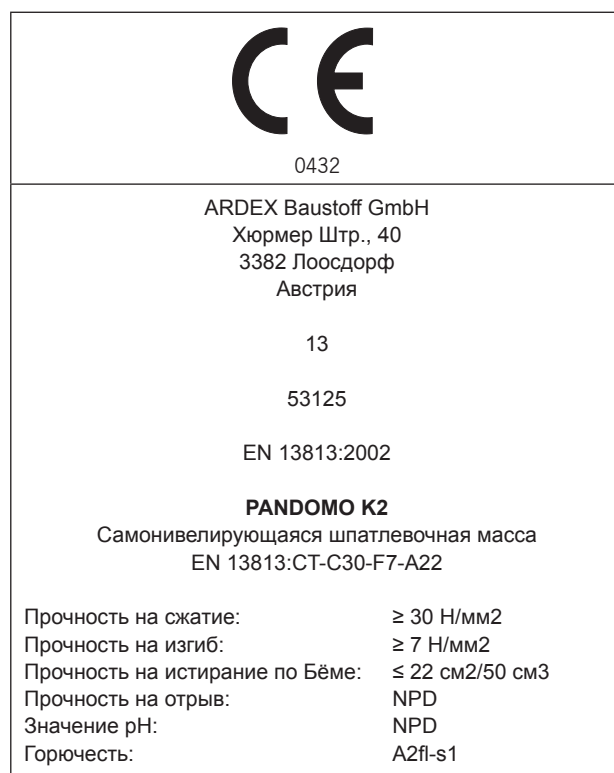 CE
0432
ARDEX Baustoff GmbH
Хюрмер Штр., 40
3382 Лоосдорф
Австрия
13
53125
EN 13813:2002
PANDOMO K2
Самонивелирующаяся шпатлевочная масса
EN 13813:CT-C30-F7-A22
Прочность на сжатие: ≥ 30 Н/мм2
Прочность на изгиб: ≥ 7 Н/мм2
Прочность на истирание по Бёме: ≤ 22 см2/50 см3
Прочность на отрыв: NPD
Значение pH: NPD
Горючесть: A2fl-s1